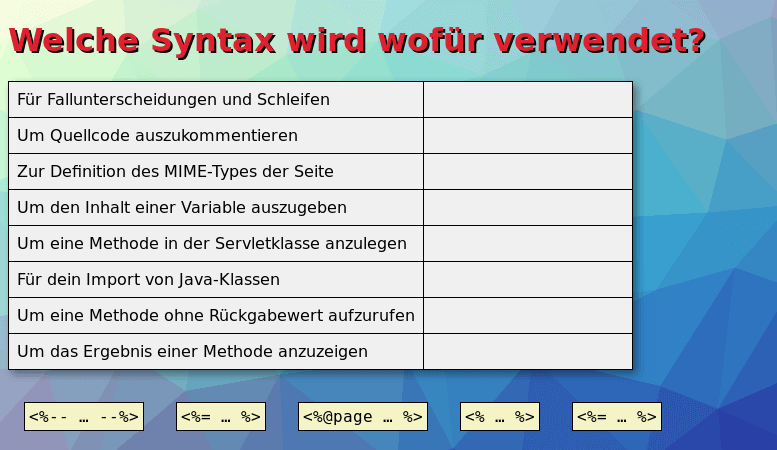 Welche Syntax wird wofür verwendet?
Für Fallunterscheidungen und Schleifen
Um Quellcode auszukommentieren
Zur Definition des MIME-Types der Seite
Um den Inhalt einer Variable auszugeben
Um eine Methode in der Servletklasse anzulegen
Für dein Import von Java-Klassen
Um eine Methode ohne Rückgabewert aufzurufen
Um das Ergebnis einer Methode anzuzeigen
<%-- … --%> <%= … %> <%@page … %> <% … %> <%= … %>